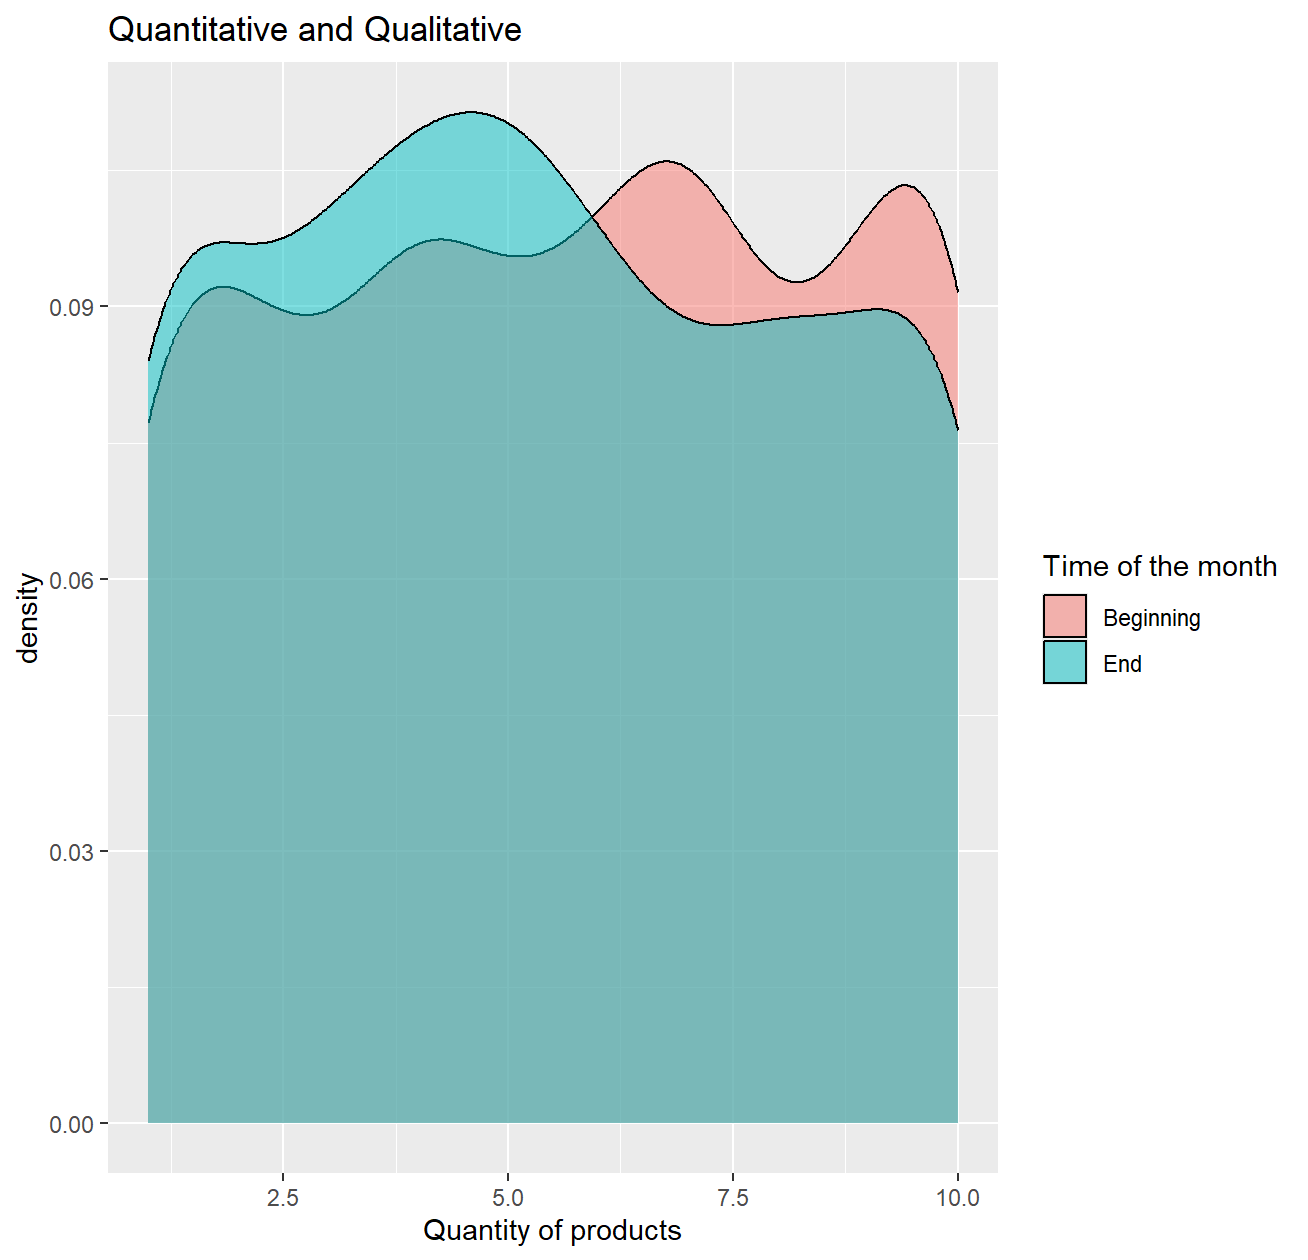 Quantitative and Qualitative
density
0.09
0.06
0.03
0.00
2.5 5.0 7.5 10.0
Quantity of products
Time of the month
Beginning
End